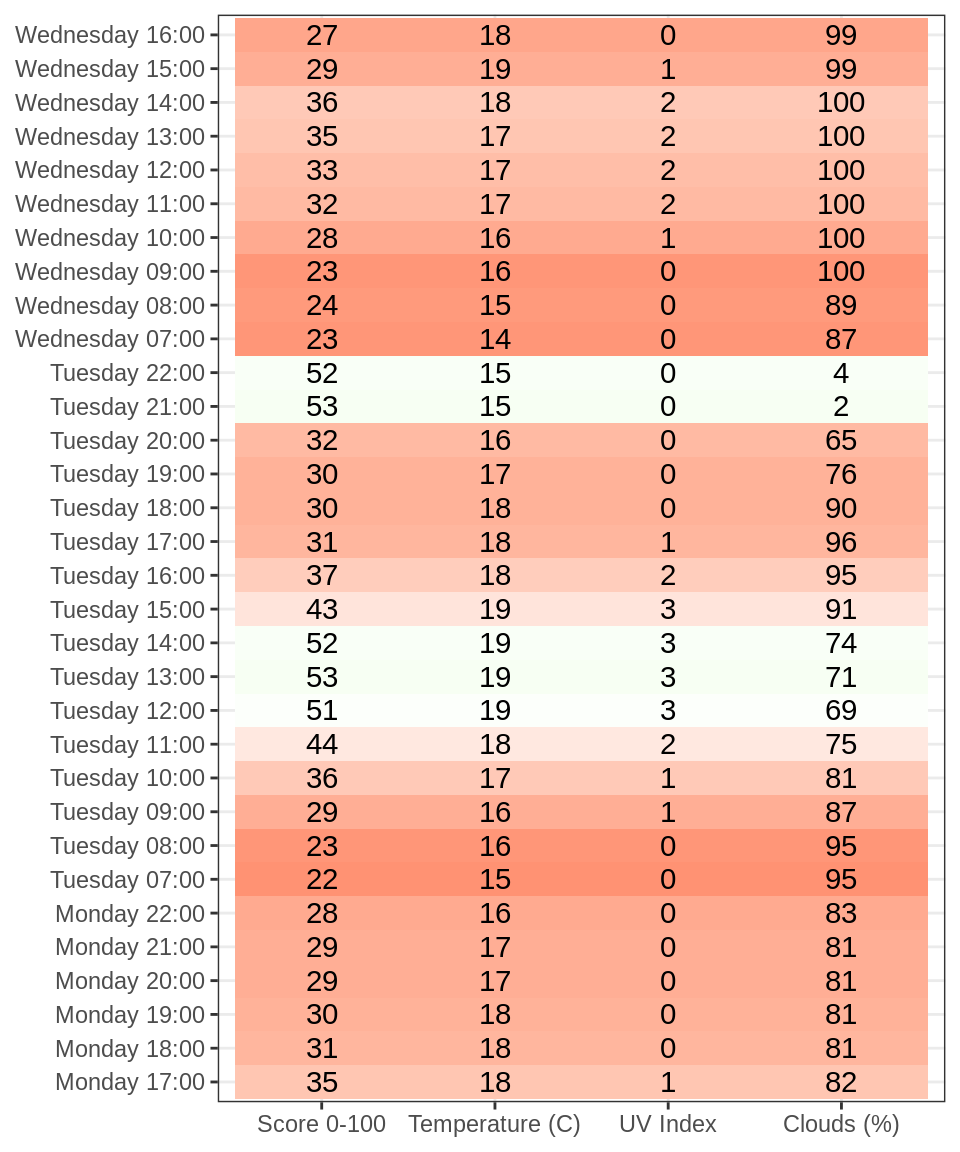 Wednesday 16:00 27 18 0 99
Wednesday 15:00 29 19 1 99
Wednesday 14:00 36 18 2 100
Wednesday 13:00 35 17 2 100
Wednesday 12:00 33 17 2 100
Wednesday 11:00 32 17 2 100
Wednesday 10:00 28 16 1 100
Wednesday 09:00 23 16 0 100
Wednesday 08:00 24 15 0 89
Wednesday 07:00 23 14 0 87
Tuesday 22:00 52 15 0 4
Tuesday 21:00 53 15 0 2
Tuesday 20:00 32 16 0 65
Tuesday 19:00 30 17 0 76
Tuesday 18:00 30 18 0 90
Tuesday 17:00 31 18 1 96
Tuesday 16:00 37 18 2 95
Tuesday 15:00 43 19 3 91
Tuesday 14:00 52 19 3 74
Tuesday 13:00 53 19 3 71
Tuesday 12:00 51 19 3 69
Tuesday 11:00 44 18 2 75
Tuesday 10:00 36 17 1 81
Tuesday 09:00 29 16 1 87
Tuesday 08:00 23 16 0 95
Tuesday 07:00 22 15 0 95
Monday 22:00 28 16 0 83
Monday 21:00 29 17 0 81
Monday 20:00 29 17 0 81
Monday 19:00 30 18 0 81
Monday 18:00 31 18 0 81
Monday 17:00 35 18 1 82
Score 0-100 Temperature (C) UV Index Clouds (%)